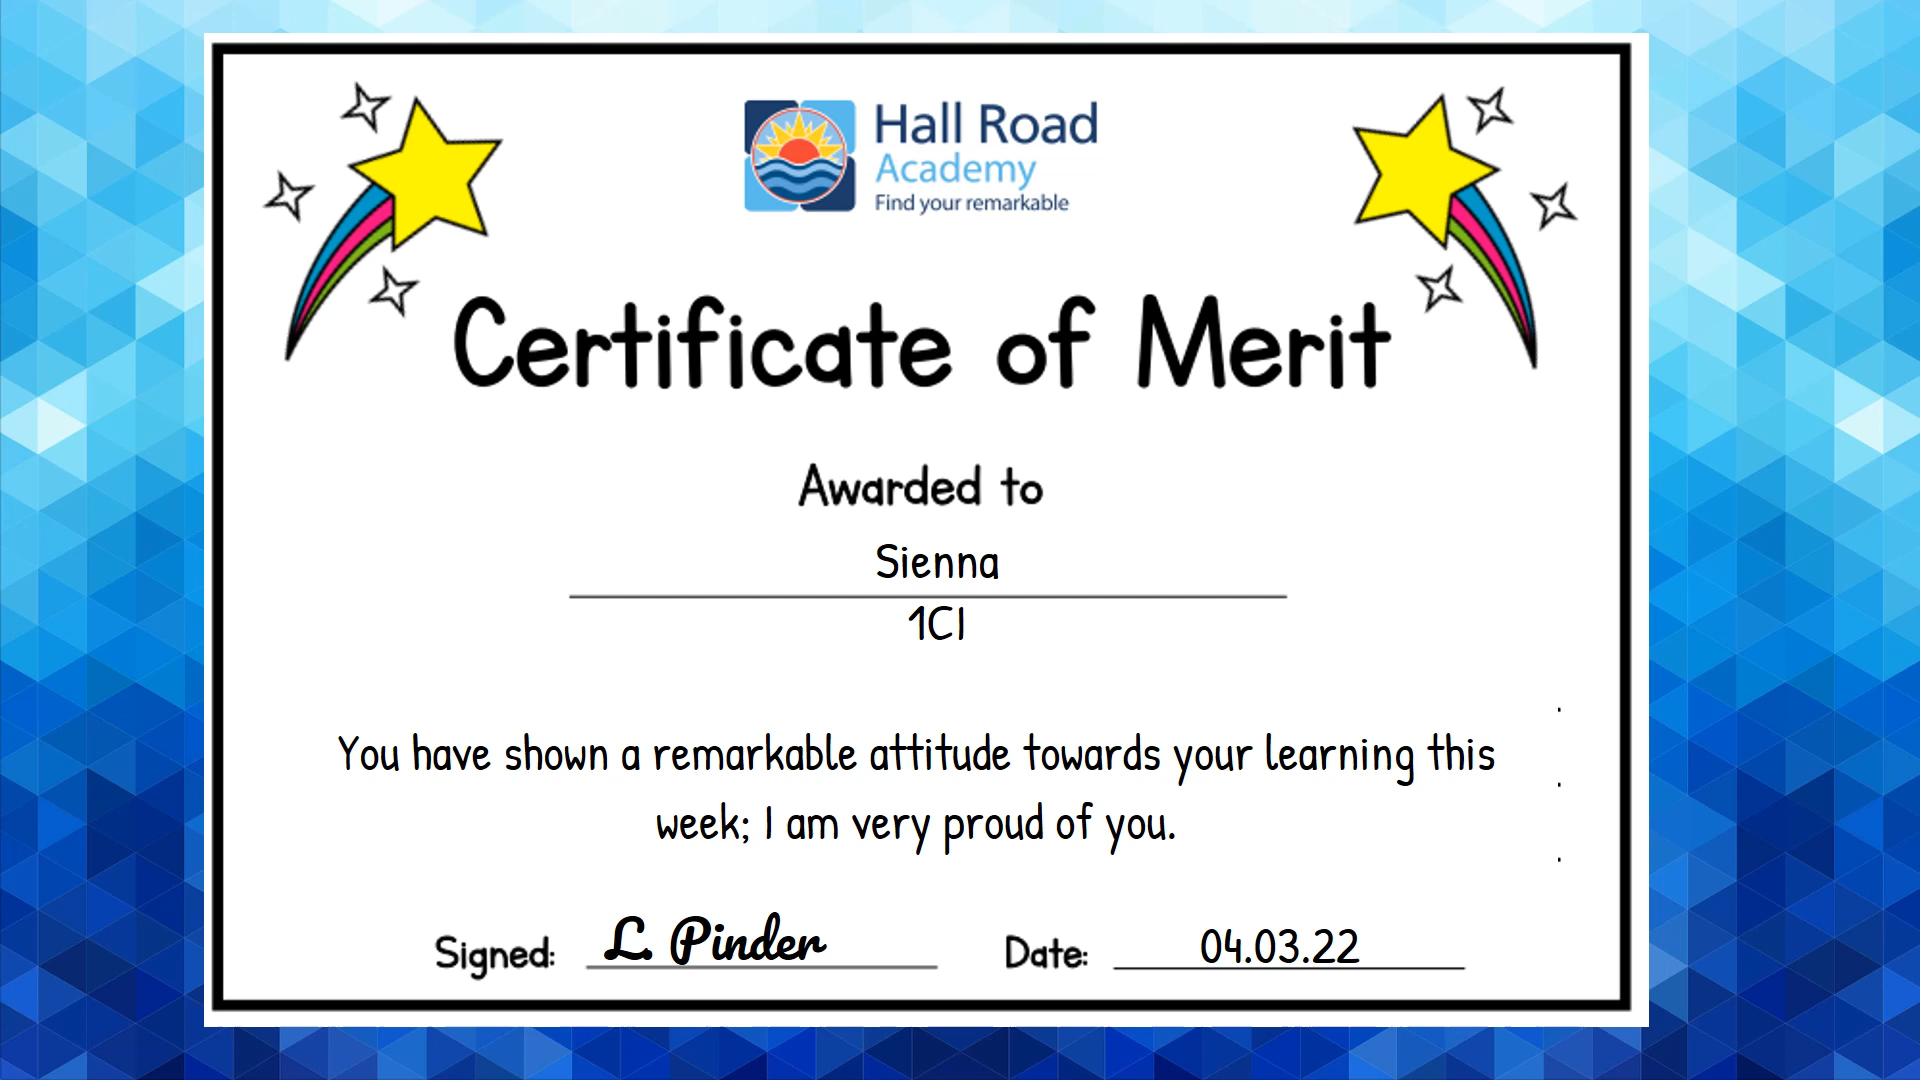 Hall Road
Academy
Find your remarkable
Certificate of Merit
Awarded to
Sienna
1CI
You have shown a remarkable attitude towards your learning this
week; I am very proud of you.
Signed: L. Pinder Date: 04.03.22